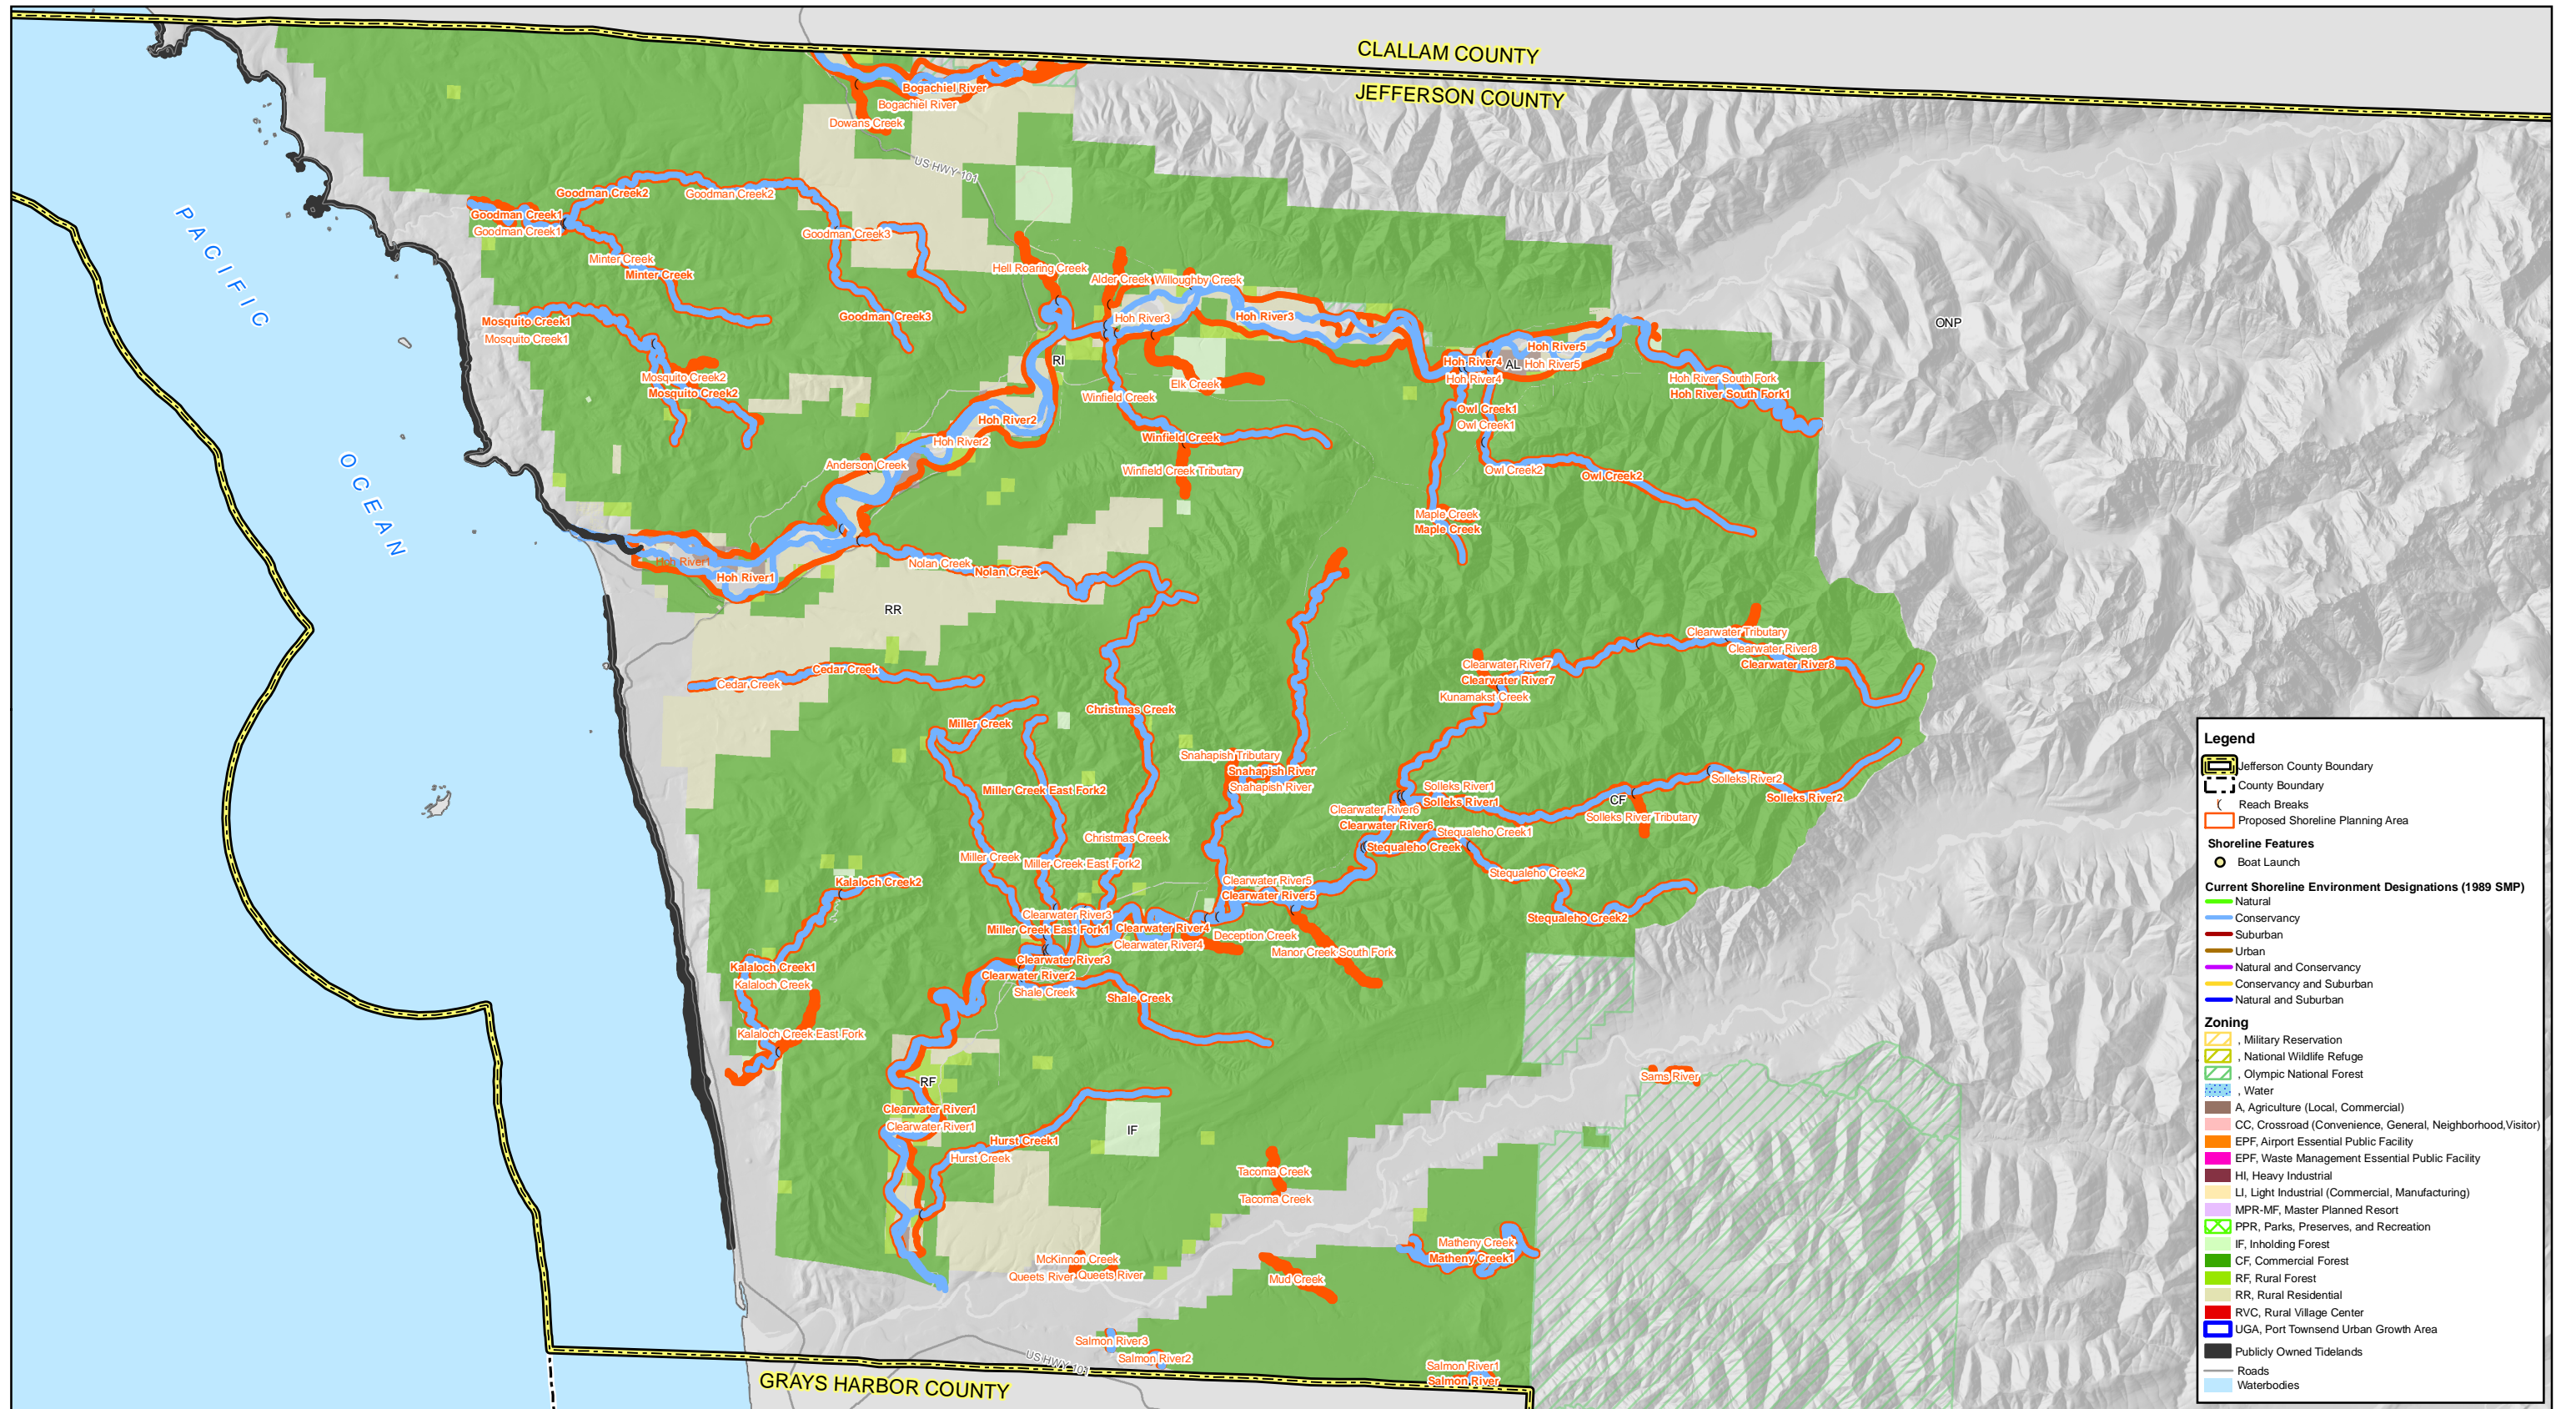 CLALLAM COUNTY
JEFFERSON COUNTY
Bogachiel River
Bogachiel River
Dowans Creek
US HWY 101
PACIFIC
OCEAN
Goodman Creek2
Goodman Creek2
Goodman Creek1
Goodman Creek1
Goodman Creek3
Minter Creek
Minter Creek
Hell Roaring Creek
Alder Creek
Willoughby Creek
Goodman Creek3
Hoh River3
Hoh River3
Mosquito Creek1
Mosquito Creek1
ONP
RI
Hoh River5
Hoh River4
AL
Hoh River5
Hoh River4
Mosquito Creek2
Mosquito Creek2
Elk Creek
Winfield Creek
Hoh River South Fork
Hoh River South Fork1
Owl Creek1
Owl Creek1
Hoh River2
Hoh River2
Winfield Creek
Anderson Creek
Winfield Creek Tributary
Owl Creek2
Owl Creek2
Maple Creek
Maple Creek
Hoh River1
Hoh River1
Nolan Creek
Nolan Creek
RR
Clearwater Tributary
Clearwater River8
Clearwater River8
Clearwater River7
Clearwater River7
Kunamakst Creek
Cedar Creek
Cedar Creek
Christmas Creek
Miller Creek
Snahapish Tributary
Snahapish River
Snahapish River
Miller Creek East Fork2
Solleks River1
Solleks River1
CF
Solleks River2
Solleks River2
Solleks River Tributary
Clearwater River6
Clearwater River6
Stequaleho Creek1
Stequaleho Creek
Christmas Creek
Miller Creek
Miller Creek East Fork2
Stequaleho Creek2
Stequaleho Creek2
Kalaloch Creek2
Clearwater River5
Clearwater River5
Clearwater River3
Miller Creek East Fork1
Clearwater River4
Clearwater River4
Deception Creek
Manor Creek South Fork
Clearwater River3
Clearwater River2
Shale Creek
Shale Creek
Kalaloch Creek1
Kalaloch Creek
Kalaloch Creek East Fork
RF
Clearwater River1
Clearwater River1
Hurst Creek1
Hurst Creek
IF
Sams River
Tacoma Creek
Tacoma Creek
Matheny Creek
Matheny Creek1
McKinnon Creek
Queets River
Queets River
Mud Creek
Salmon River3
Salmon River2
US HWY 101
Salmon River1
Salmon River
GRAYS HARBOR COUNTY
Legend
Jefferson County Boundary
County Boundary
Reach Breaks
Proposed Shoreline Planning Area
Shoreline Features
Boat Launch
Current Shoreline Environment Designations (1989 SMP)
Natural
Conservancy
Suburban
Urban
Natural and Conservancy
Conservancy and Suburban
Natural and Suburban
Zoning
, Military Reservation
, National Wildlife Refuge
, Olympic National Forest
, Water
A, Agriculture (Local, Commercial)
CC, Crossroad (Convenience, General, Neighborhood,Visitor)
EPF, Airport Essential Public Facility
EPF, Waste Management Essential Public Facility
HI, Heavy Industrial
LI, Light Industrial (Commercial, Manufacturing)
MPR-MF, Master Planned Resort
PPR, Parks, Preserves, and Recreation
IF, Inholding Forest
CF, Commercial Forest
RF, Rural Forest
RR, Rural Residential
RVC, Rural Village Center
UGA, Port Townsend Urban Growth Area
Publicly Owned Tidelands
Roads
Waterbodies